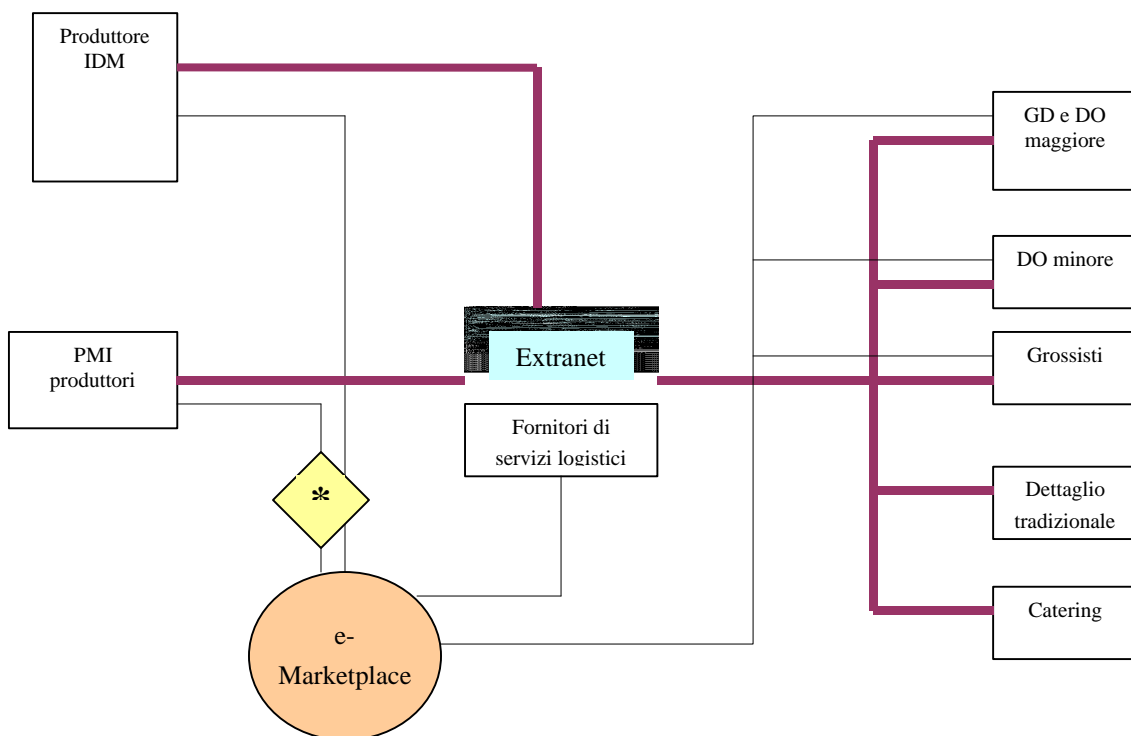 Produttore
IDM
GD e DO
maggiore
DO minore
PMI
produttori
Extranet
Grossisti
Fornitori di
servizi logistici
*
Dettaglio
tradizionale
e-
Marketplace
Catering